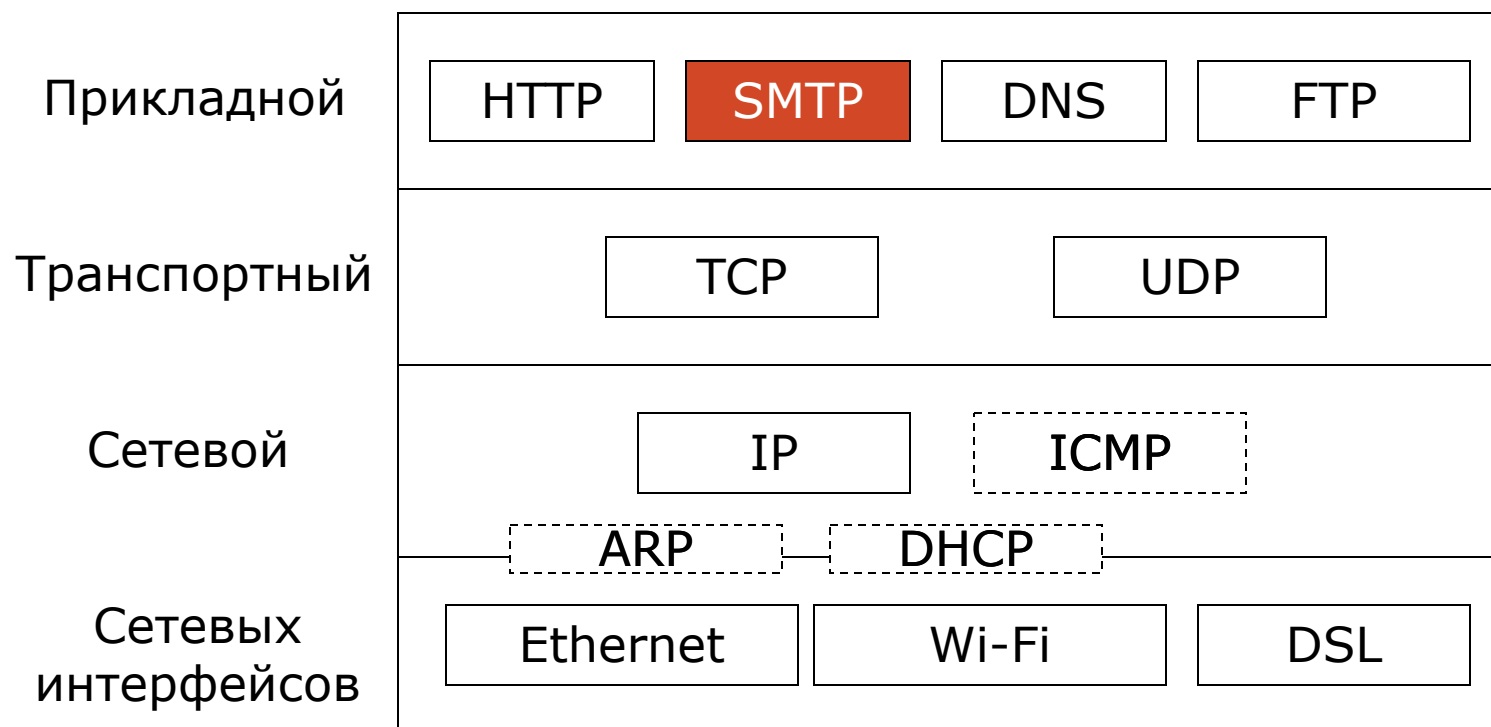 Прикладной
HTTP
SMTP
DNS
FTP
Транспортный
TCP
UDP
Сетевой
IP
ICMP
ARP
DHCP
Сетевых
интерфейсов
Ethernet
Wi-Fi
DSL